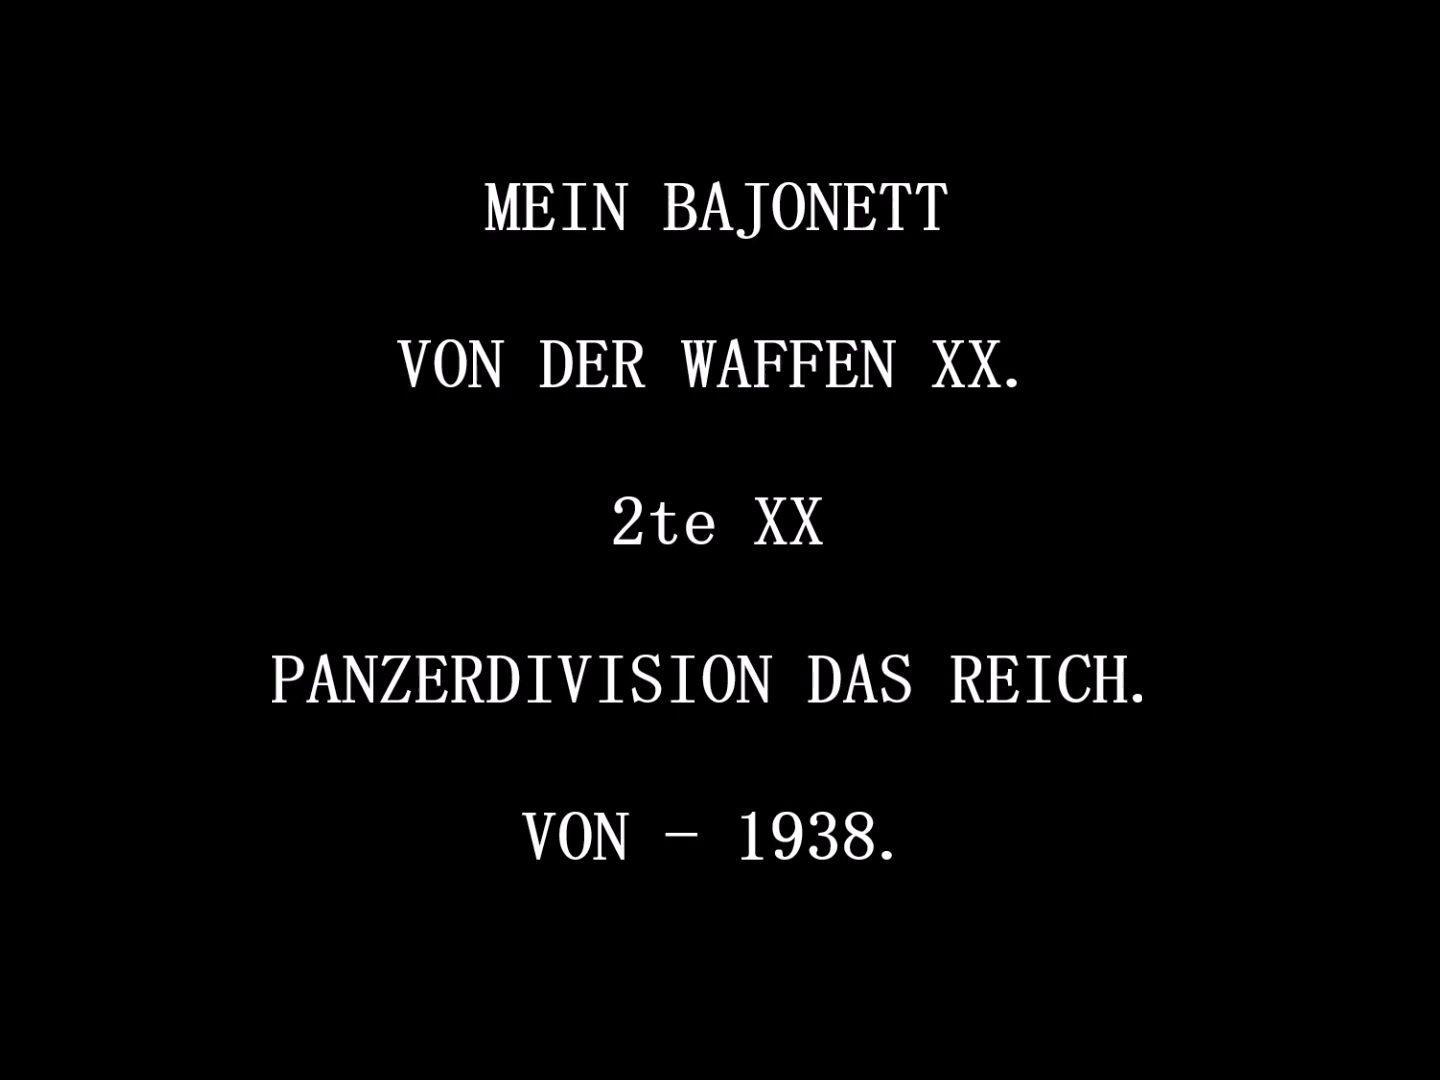 MEIN BAJONETT
VON DER WAFFEN XX.
2te XX
PANZERDIVISION DAS REICH.
VON - 1938.